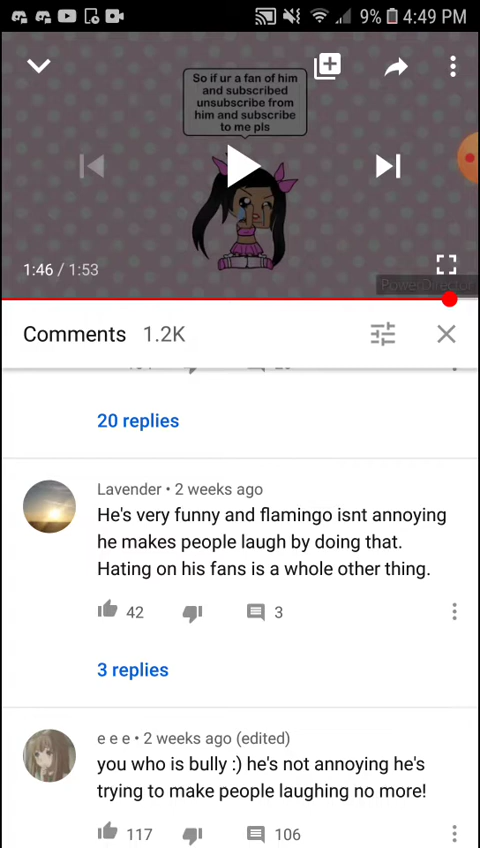 9% 4:49 PM
So if ur a fan of him
and subscribed
unsubscribe from
him and subscribe
to me pls
1:46 / 1:53
PowerDirector
Comments 1.2K
20 replies
Lavender • 2 weeks ago
He's very funny and flamingo isnt annoying
he makes people laugh by doing that.
Hating on his fans is a whole other thing.
42 3
3 replies
e e e • 2 weeks ago (edited)
you who is bully :) he's not annoying he's
trying to make people laughing no more!
117 106